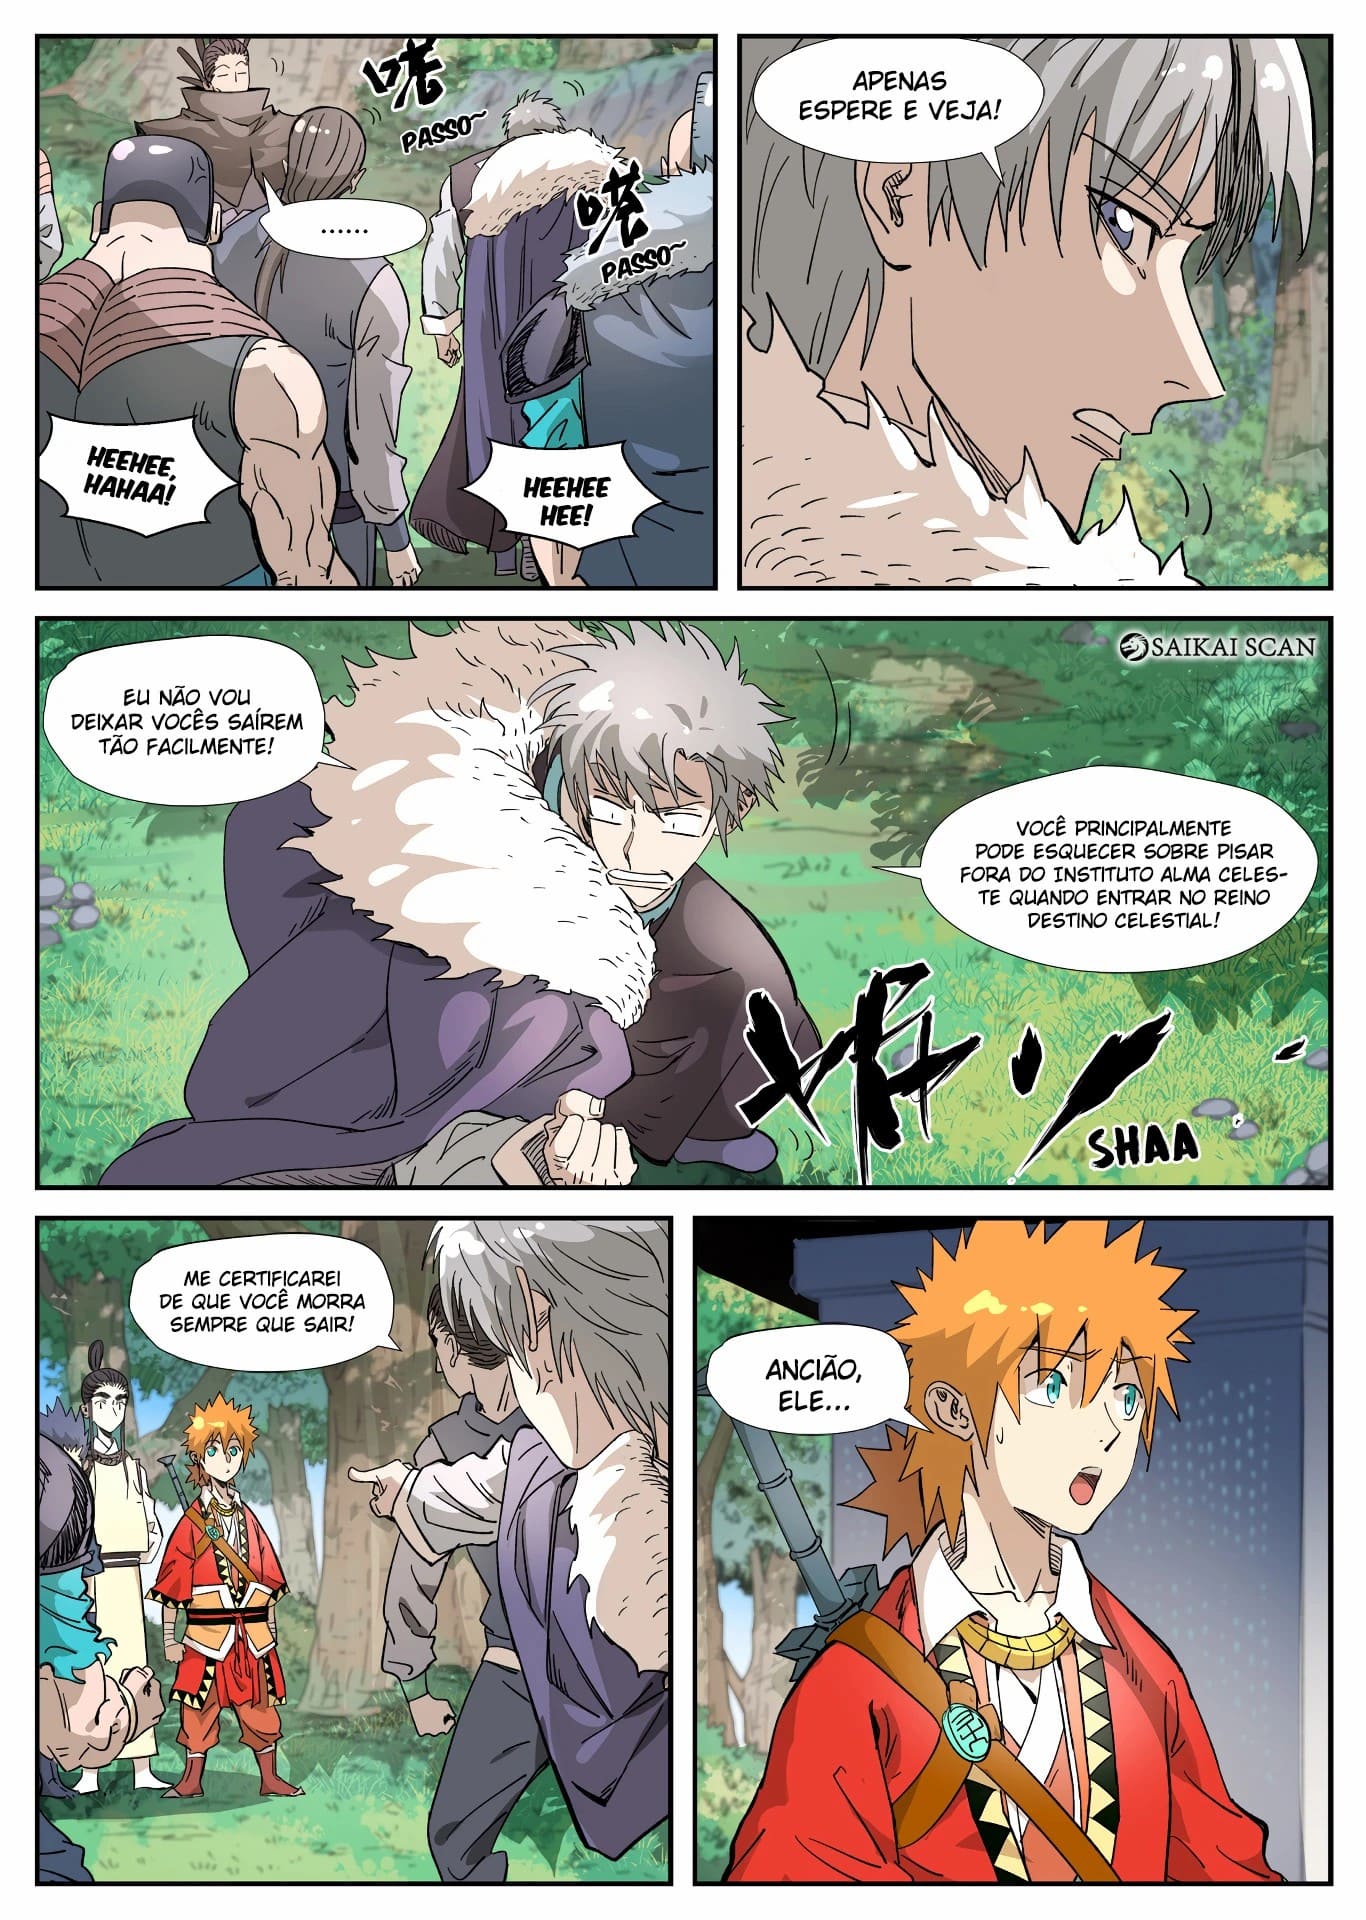 嗒
PASSO~
......
嗒
PASSO~
HEEHEE,
HAHAA!
HEEHEE
HEE!
APENAS
ESPERE E VEJA!
SAIKAI SCAN
EU NÃO VOU
DEIXAR VOCÊS SAÍREM
TÃO FACILMENTE!
VOCÊ PRINCIPALMENTE
PODE ESQUECER SOBRE PISAR
FORA DO INSTITUTO ALMA CELES-
TE QUANDO ENTRAR NO REINO
DESTINO CELESTIAL!
SHAA
ME CERTIFICAREI
DE QUE VOCÊ MORRA
SEMPRE QUE SAIR!
ANCIÃO,
ELE...